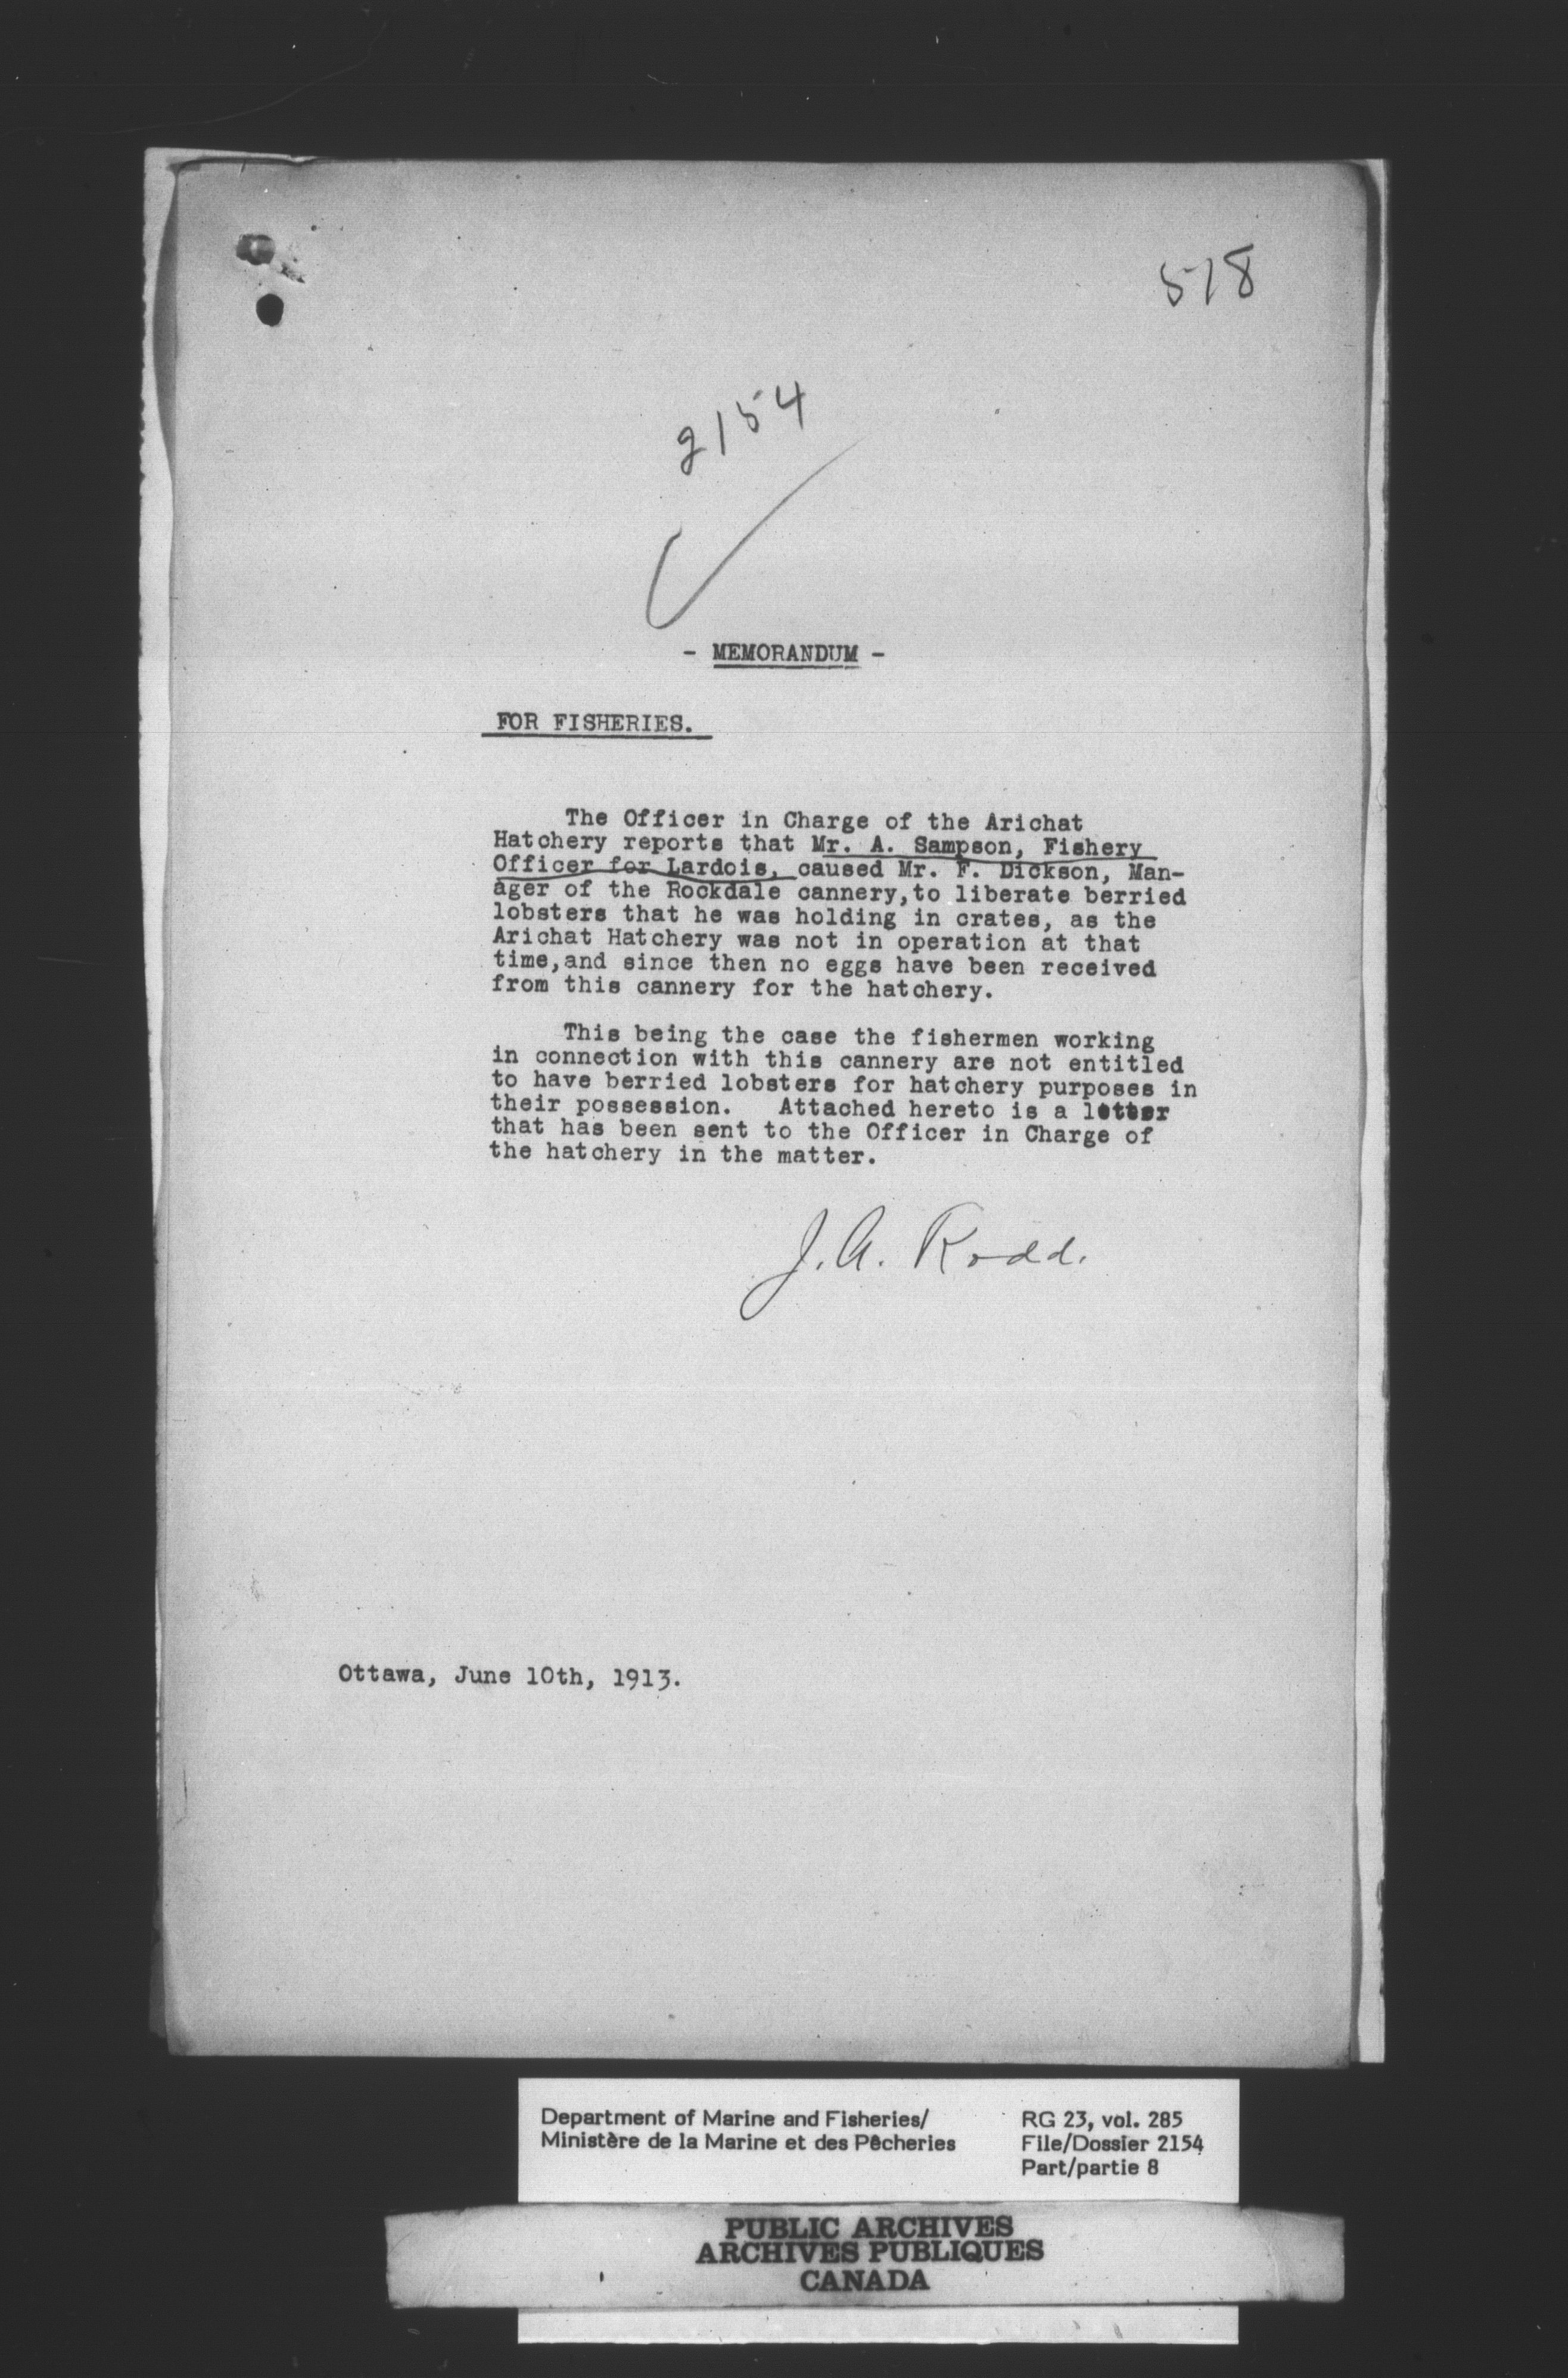 518
2154
- MEMORANDUM -
FOR FISHERIES.
The Officer in Charge of the Arichat
Hatchery reports that Mr. A. Sampson, Fishery
Officer for Lardois, caused Mr. F. Dickson, Man-
ager of the Rockdale cannery, to liberate berried
lobsters that he was holding in crates, as the
Arichat Hatchery was not in operation at that
time, and since then no eggs have been received
from this cannery for the hatchery.
This being the case the fishermen working
in connection with this cannery are not entitled
to have berried lobsters for hatchery purposes in
their possession. Attached hereto is a letter
that has been sent to the Officer in Charge of
the hatchery in the matter.
J. A. Rodd.
Ottawa, June 10th, 1913.
Department of Marine and Fisheries/
Ministère de la Marine et des Pêcheries
RG 23, vol. 285
File/Dossier 2154
Part/partie 8
PUBLIC ARCHIVES
ARCHIVES PUBLIQUES
CANADA